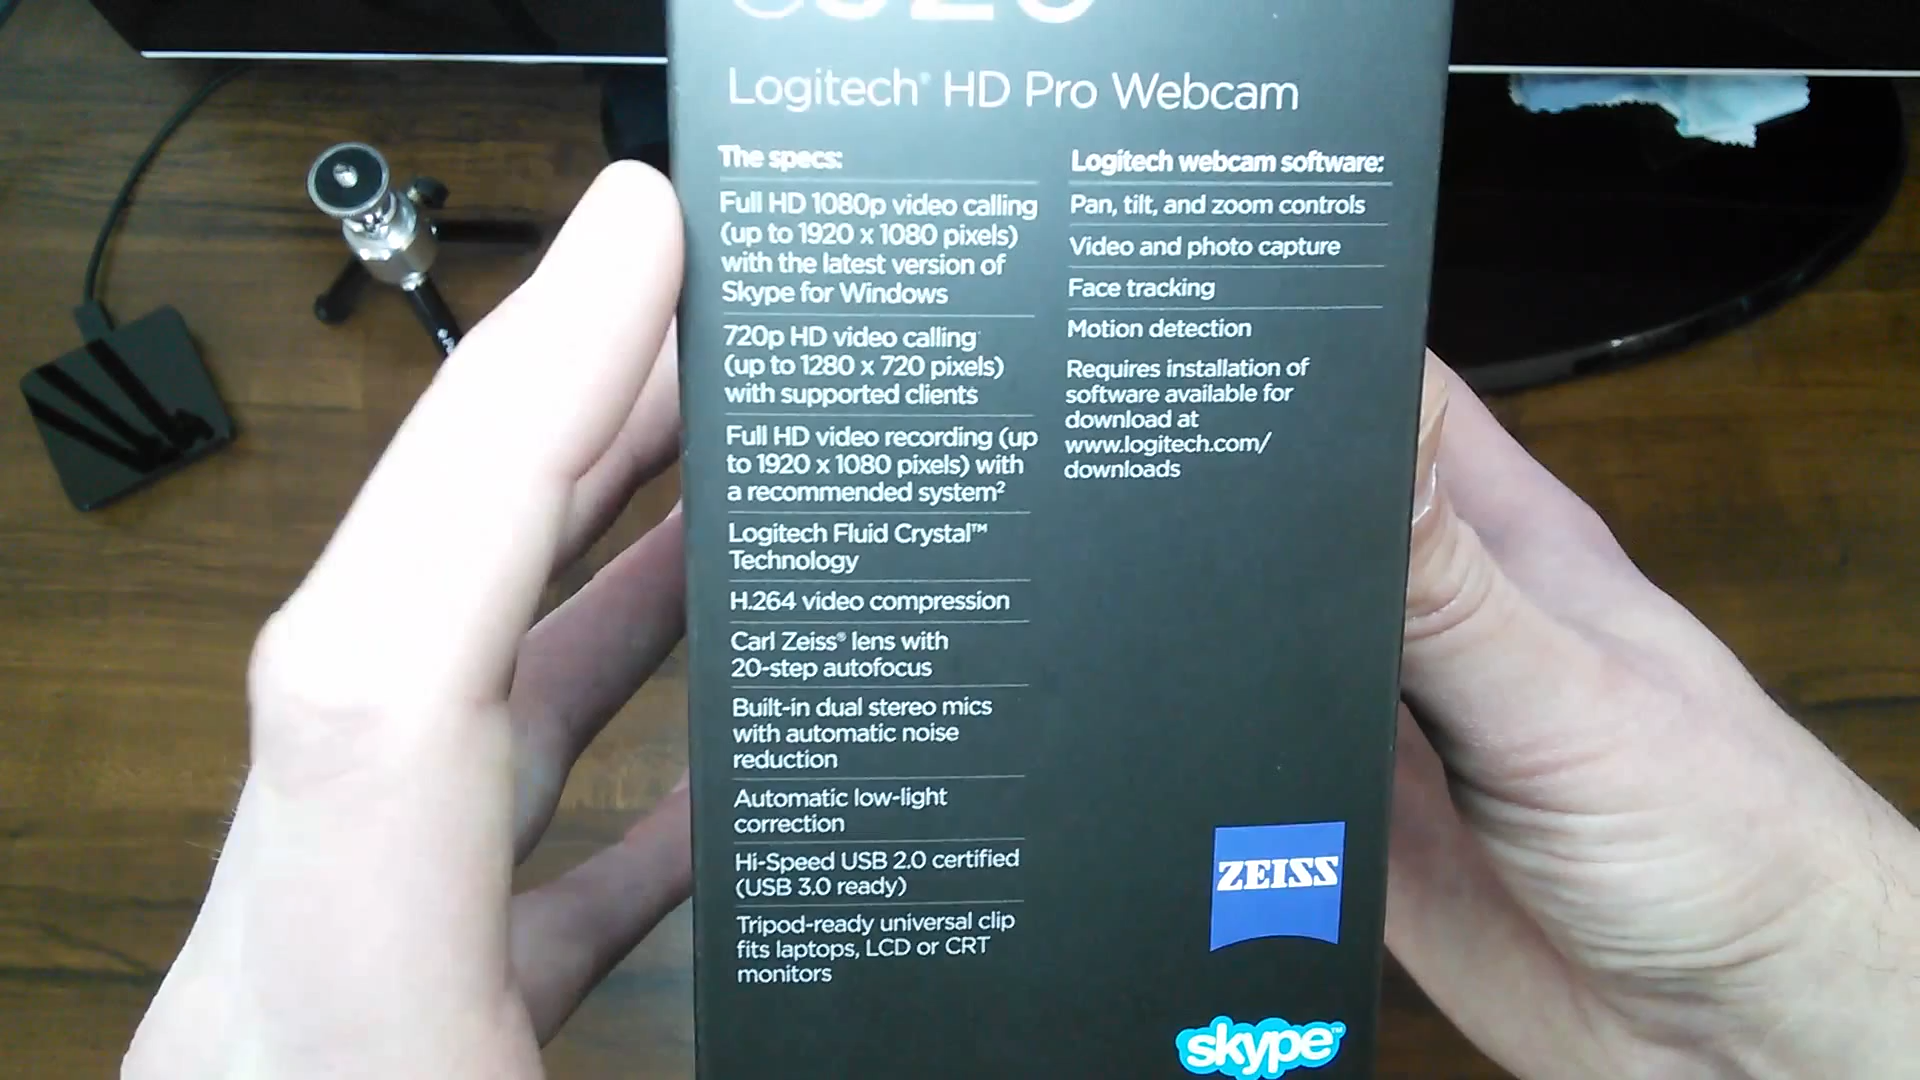 Logitech® HD Pro Webcam
The specs:
Full HD 1080p video calling
(up to 1920 x 1080 pixels)
with the latest version of
Skype for Windows
720p HD video calling
(up to 1280 x 720 pixels)
with supported clients
Full HD video recording (up
to 1920 x 1080 pixels) with
a recommended system²
Logitech Fluid Crystal™
Technology
H.264 video compression
Carl Zeiss® lens with
20-step autofocus
Built-in dual stereo mics
with automatic noise
reduction
Automatic low-light
correction
Hi-Speed USB 2.0 certified
(USB 3.0 ready)
Tripod-ready universal clip
fits laptops, LCD or CRT
monitors
Logitech webcam software:
Pan, tilt, and zoom controls
Video and photo capture
Face tracking
Motion detection
Requires installation of
software available for
download at
www.logitech.com/
downloads
ZEISS
skype™